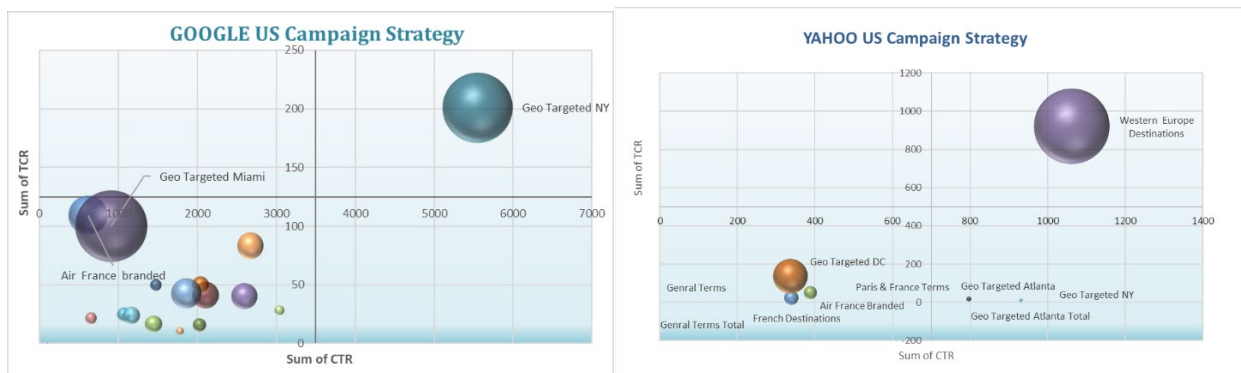 GOOGLE US Campaign Strategy
250
200
Geo Targeted NY
150
Geo Targeted Miami
Sum of TCR
0 1000 2000 3000 4000 5000 6000 7000
100
Air France branded
50
0
Sum of CTR
YAHOO US Campaign Strategy
1200
1000
Western Europe
Destinations
800
Sum of TCR
600
0 200 400 600 800 1000 1200 1400
400
200
Geo Targeted DC
Genral Terms
Paris & France Terms
Geo Targeted Atlanta
Geo Targeted NY
Air France Branded
0
French Destinations
Geo Targeted Atlanta Total
Genral Terms Total
-200
Sum of CTR